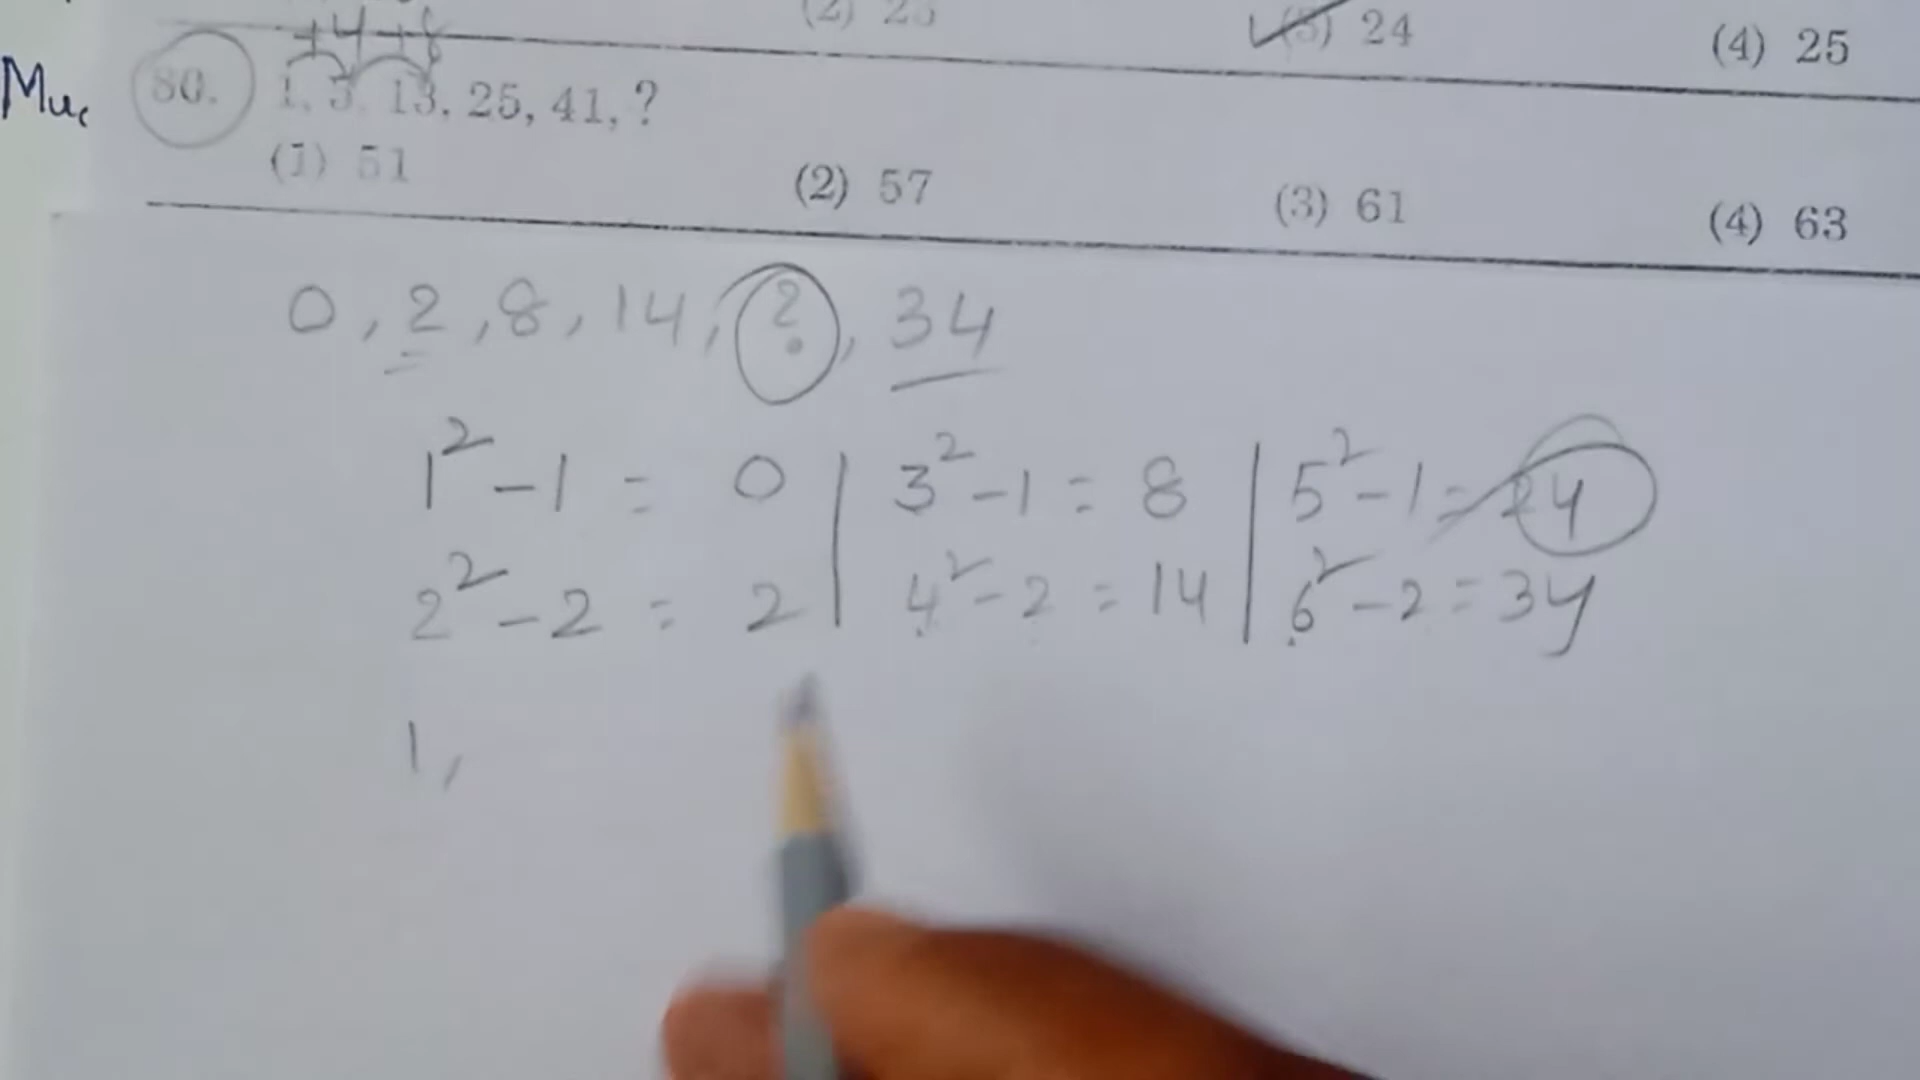 (2) 23 (3) 24 (4) 25
+4 +8
Mu
80. 1, 5, 13, 25, 41, ?
(1) 51 (2) 57 (3) 61 (4) 63
0, 2, 8, 14, ?, 34
1² - 1 = 0 | 3² - 1 = 8 | 5² - 1 = 24
2² - 2 = 2 | 4² - 2 = 14 | 6² - 2 = 34
1,